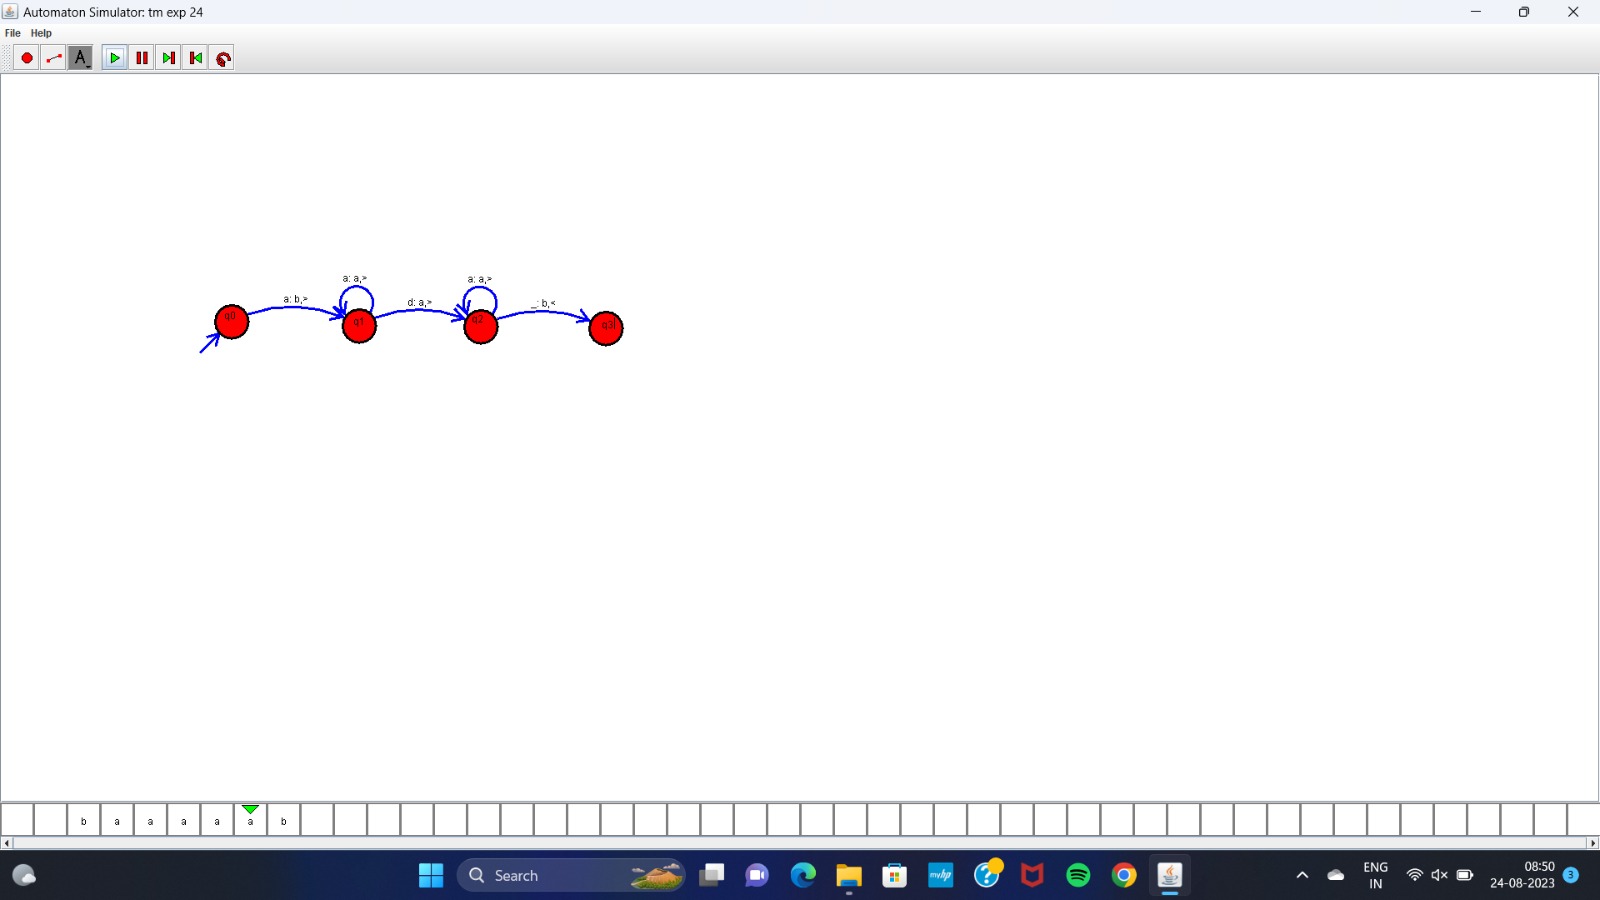 Automaton Simulator: tm exp 24
File Help
A
a: a,> a: a,>
a: b,> d: a,> _: b,<
q0 q1 q2 q3
b a a a a a b
Search
myhp
?
ENG
IN
08:50
24-08-2023
3